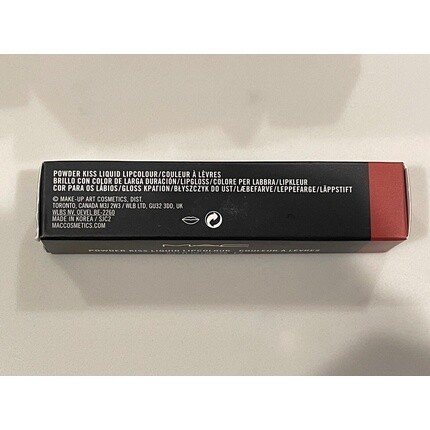 POWDER KISS LIQUID LIPCOLOUR/COULEUR À LÈVRES
BRILLO CON COLOR DE LARGA DURACIÓN/LIPGLOSS/COLORE PER LABBRA/LIPKLEUR
COR PARA OS LÁBIOS/GLOSS КРАГІОН/BŁYSZCZYK DO UST/LÆBEFARVE/LEPPEFARGE/LÄPPSTIFT
© MAKE-UP ART COSMETICS, DIST.
TORONTO, CANADA M3J 2W3 / WLB LTD, GU32 3DD, UK
WLBS NV, OEVEL BE-2260
MADE IN KOREA / SJC2
MACCOSMETICS.COM
MAC
POWDER KISS LIQUID LIPCOLOUR · COULEUR À LÈVRES